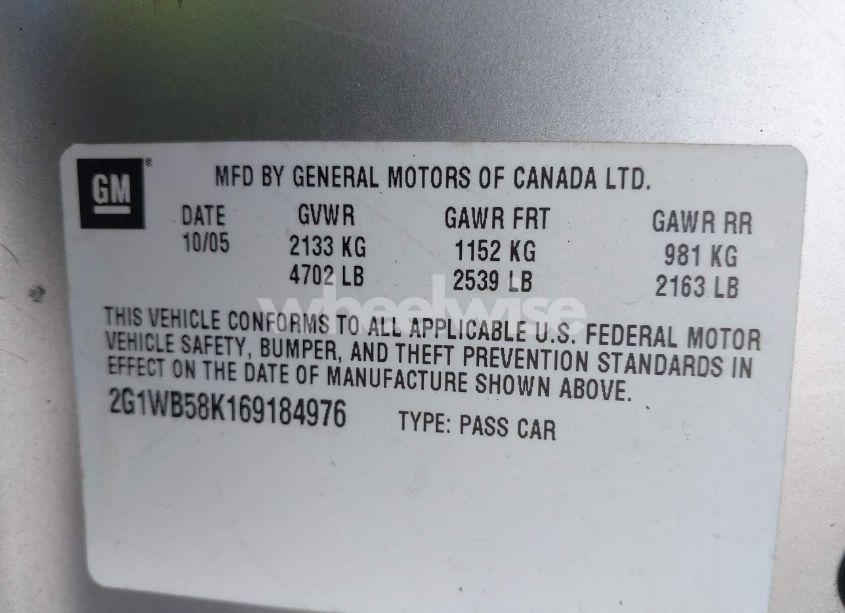 GM
MFD BY GENERAL MOTORS OF CANADA LTD.
DATE GVWR GAWR FRT GAWR RR
10/05 2133 KG 1152 KG 981 KG
4702 LB 2539 LB 2163 LB
wheelwise
THIS VEHICLE CONFORMS TO ALL APPLICABLE U.S. FEDERAL MOTOR
VEHICLE SAFETY, BUMPER, AND THEFT PREVENTION STANDARDS IN
EFFECT ON THE DATE OF MANUFACTURE SHOWN ABOVE.
2G1WB58K169184976 TYPE: PASS CAR